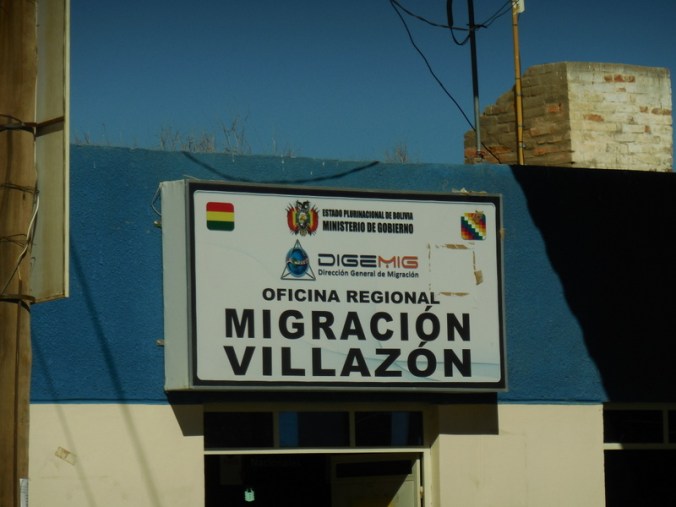 ESTADO PLURINACIONAL DE BOLIVIA
MINISTERIO DE GOBIERNO
DIGEMIG
Dirección General de Migración
OFICINA REGIONAL
MIGRACIÓN
VILLAZÓN